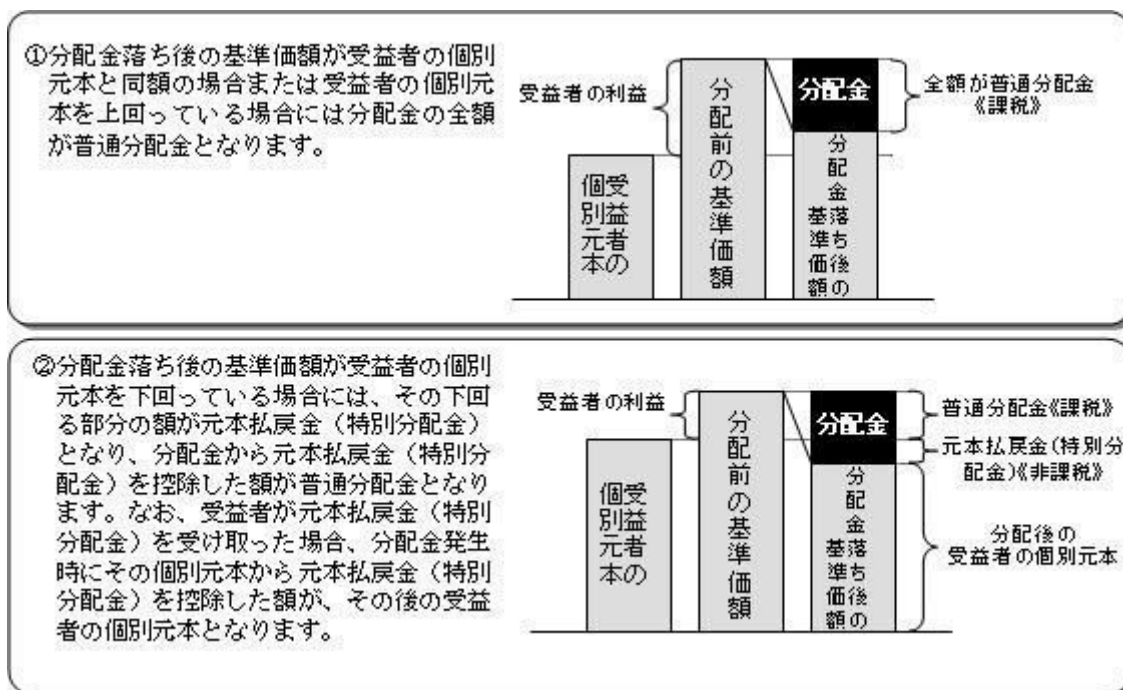 ①分配金落ち後の基準価額が受益者の個別
元本と同額の場合または受益者の個別元
本を上回っている場合には分配金の全額
が普通分配金となります。
受益者の利益
受益者の
個別元本
分配前の基準価額
分配金
分配金落ち後の
基準価額
全額が普通分配金
《課税》
②分配金落ち後の基準価額が受益者の個別
元本を下回っている場合には、その下回
る部分の額が元本払戻金（特別分配金）
となり、分配金から元本払戻金（特別分
配金）を控除した額が普通分配金となり
ます。なお、受益者が元本払戻金（特別
分配金）を受け取った場合、分配金発生
時にその個別元本から元本払戻金（特別
分配金）を控除した額が、その後の受益
者の個別元本となります。
受益者の利益
受益者の
個別元本
分配前の基準価額
分配金
分配金落ち後の
基準価額
普通分配金《課税》
元本払戻金(特別分
配金)《非課税》
分配後の
受益者の個別元本